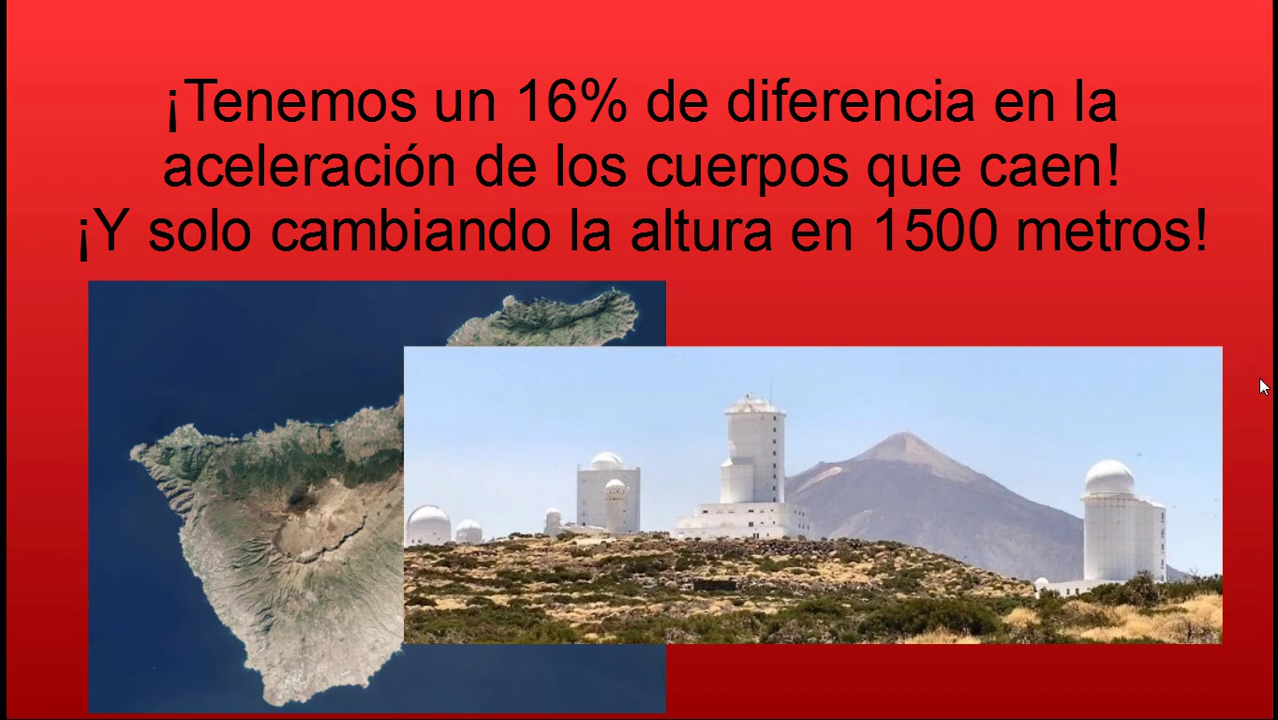 ¡Tenemos un 16% de diferencia en la
aceleración de los cuerpos que caen!
¡Y solo cambiando la altura en 1500 metros!